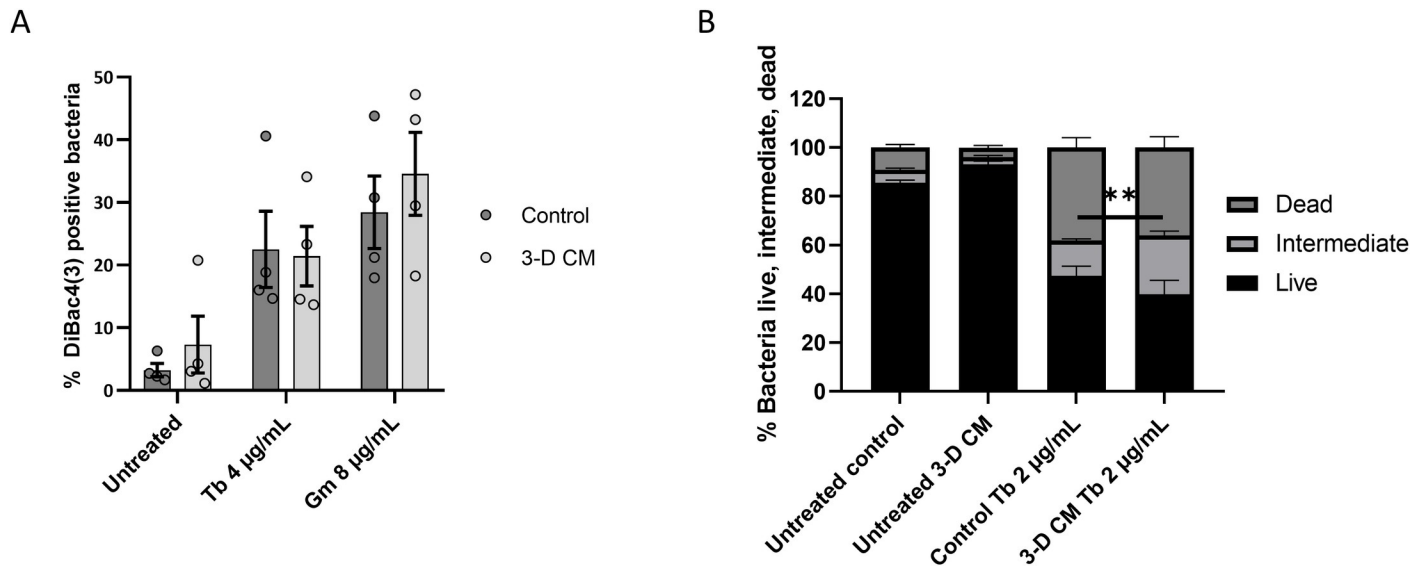 A
% DiBac4(3) positive bacteria
50
40
30
20
10
0
Untreated
Tb 4 µg/mL
Gm 8 µg/mL
Control
3-D CM
B
% Bacteria live, intermediate, dead
120
100
80
60
40
20
0
**
Untreated control
Untreated 3-D CM
Control Tb 2 µg/mL
3-D CM Tb 2 µg/mL
Dead
Intermediate
Live